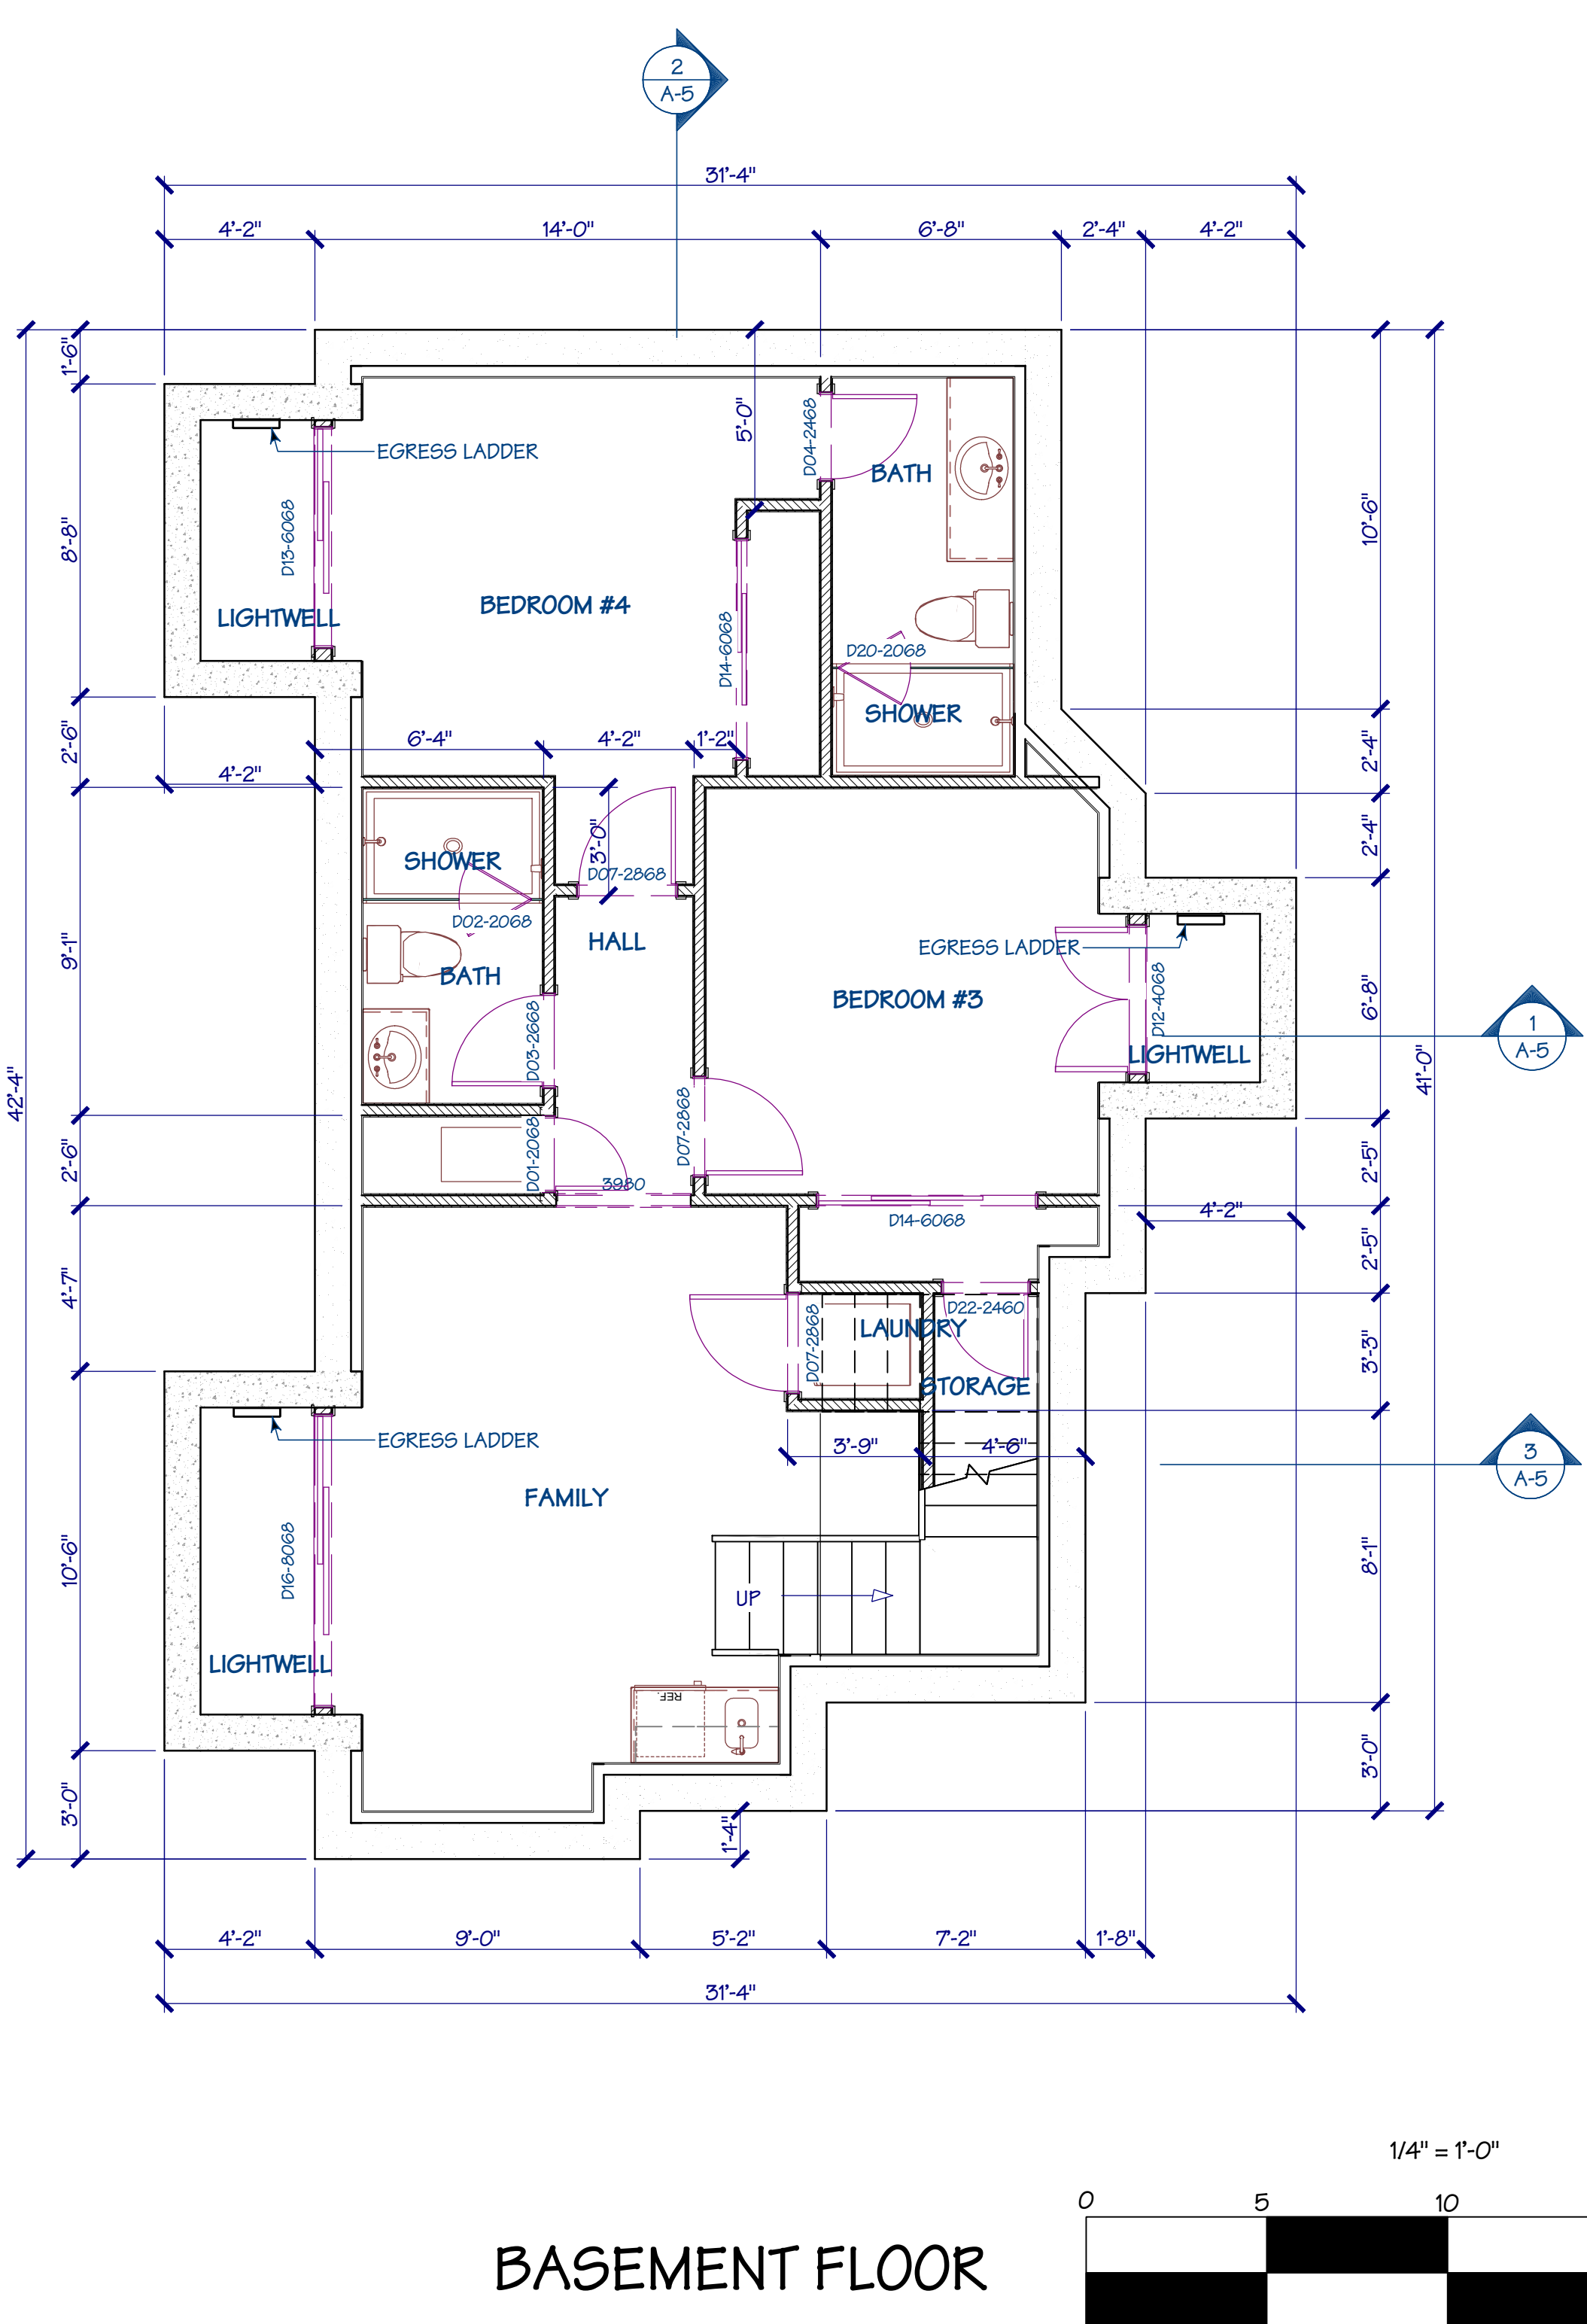 2
A-5
31'-4"
4'-2" 14'-0" 6'-8" 2'-4" 4'-2"
1'-6"
5'-0"
D04-2468
EGRESS LADDER
BATH
8'-8"
D13-6068
10'-6"
LIGHTWELL
BEDROOM #4
D14-6068
D20-2068
SHOWER
2'-6"
6'-4" 4'-2" 1'-2"
2'-4"
4'-2"
3'-0"
2'-4"
SHOWER
D07-2868
D02-2068
HALL
EGRESS LADDER
9'-1"
BATH
BEDROOM #3
D12-4068
6'-8"
1
A-5
D03-2668
LIGHTWELL
42'-4"
41'-0"
D07-2868
D01-2068
2'-6"
3980
2'-5"
4'-2"
D14-6068
2'-5"
4'-7"
D22-2460
LAUNDRY
D07-2868
3'-3"
STORAGE
EGRESS LADDER
3'-9" 4'-6"
3
A-5
FAMILY
10'-6"
D16-8068
8'-1"
UP
LIGHTWELL
REF.
3'-0"
3'-0"
1'-4"
4'-2" 9'-0" 5'-2" 7'-2" 1'-8"
31'-4"
1/4" = 1'-0"
0 5 10
BASEMENT FLOOR